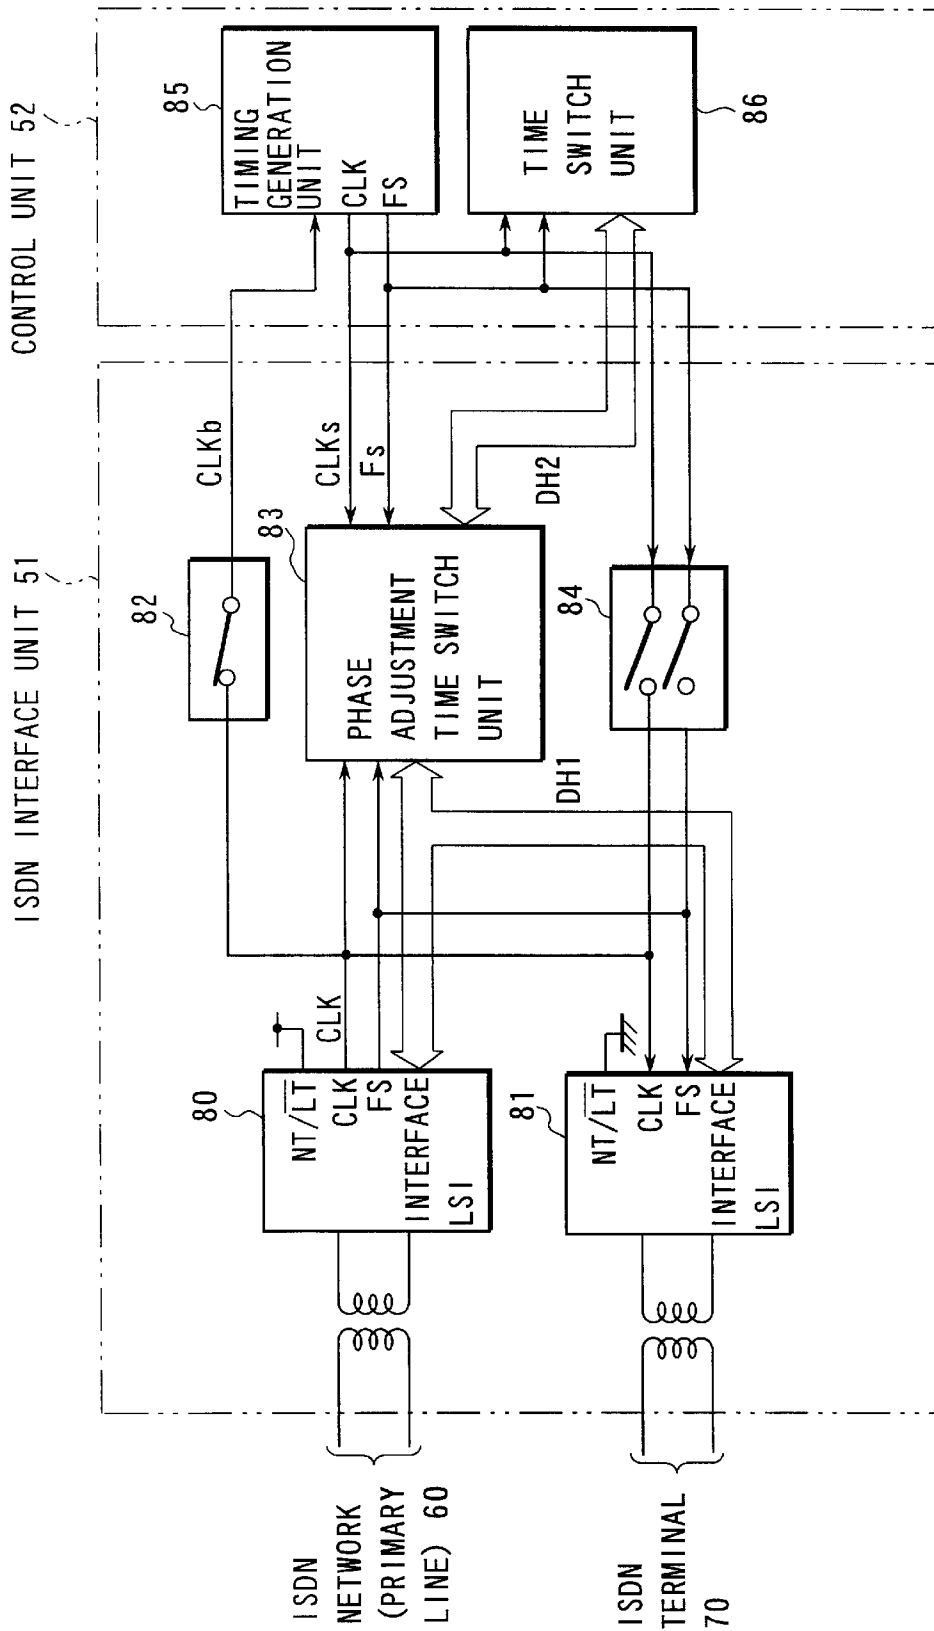 ISDN INTERFACE UNIT 51
CONTROL UNIT 52
82
CLKb
85
TIMING
GENERATION
UNIT
CLK
FS
83
CLKs
Fs
PHASE
ADJUSTMENT
TIME SWITCH
UNIT
TIME
SWITCH
UNIT
86
DH2
DH1
84
80
NT/L̅T̅
CLK
FS
INTERFACE
LSI
CLK
81
NT/L̅T̅
CLK
FS
INTERFACE
LSI
ISDN
NETWORK
(PRIMARY
LINE) 60
ISDN
TERMINAL
70